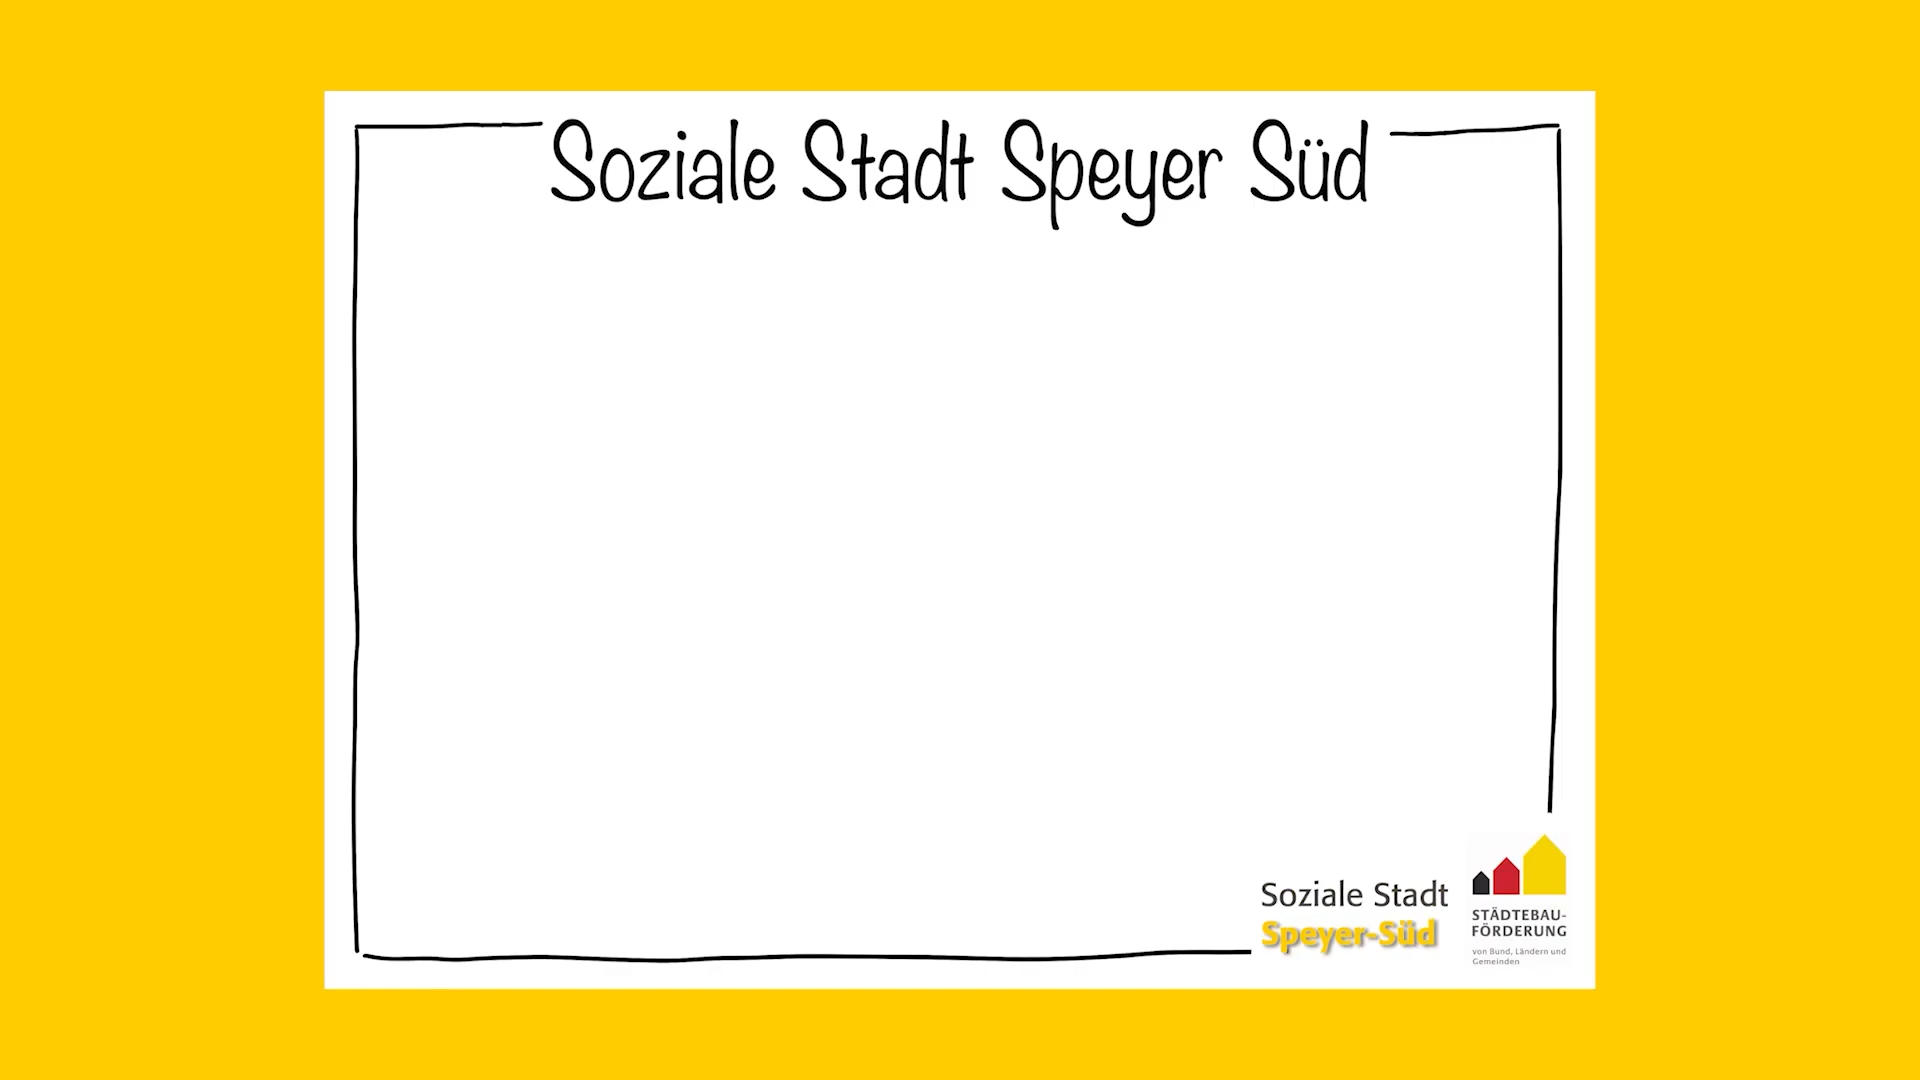 Soziale Stadt Speyer Süd
Soziale Stadt
Speyer-Süd
STÄDTEBAU-
FÖRDERUNG
von Bund, Ländern und
Gemeinden